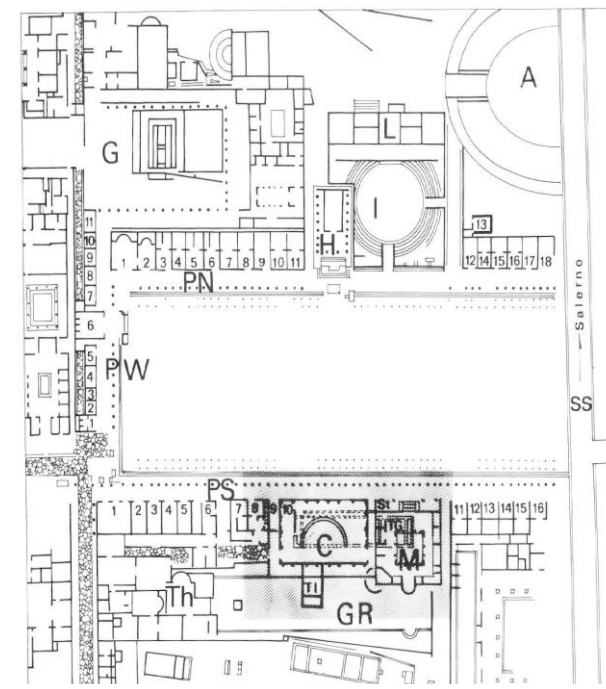 A
L
G
I
H
13
11
10
9
8
7
1 2 3 4 5 6 7 8 9 10 11
12 14 15 16 17 18
PN
Salerno
6
PW
5
4
3
2
1
SS
PS
1 2 3 4 5 6 7 8 9 10
St
11 12 13 14 15 16
TG
C
M
Th
T I
GR